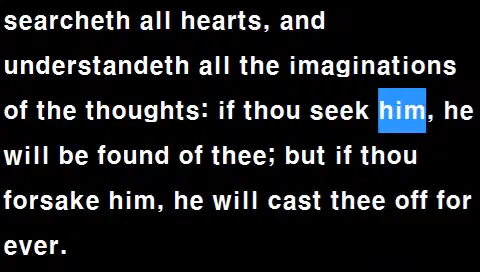 searcheth all hearts, and
understandeth all the imaginations
of the thoughts: if thou seek him, he
will be found of thee; but if thou
forsake him, he will cast thee off for
ever.